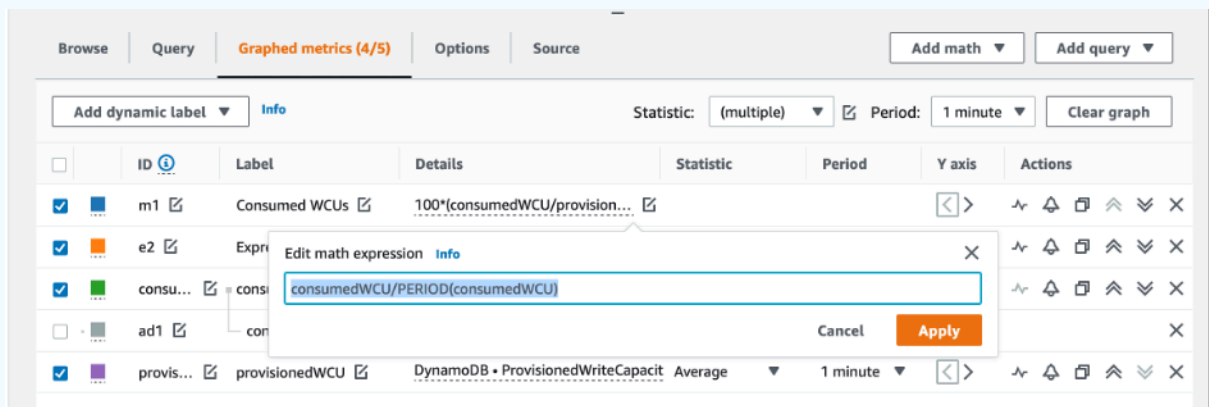 Browse Query Graphed metrics (4/5) Options Source Add math ▼ Add query ▼
Add dynamic label ▼ Info Statistic: (multiple) ▼ Period: 1 minute ▼ Clear graph
ID Label Details Statistic Period Y axis Actions
m1 Consumed WCUs 100*(consumedWCU/provision... < >
e2 Expre
Edit math expression Info
consu... consu
consumedWCU/PERIOD(consumedWCU)
ad1 con
Cancel Apply
provis... provisionedWCU DynamoDB • ProvisionedWriteCapacit Average ▼ 1 minute ▼ < >